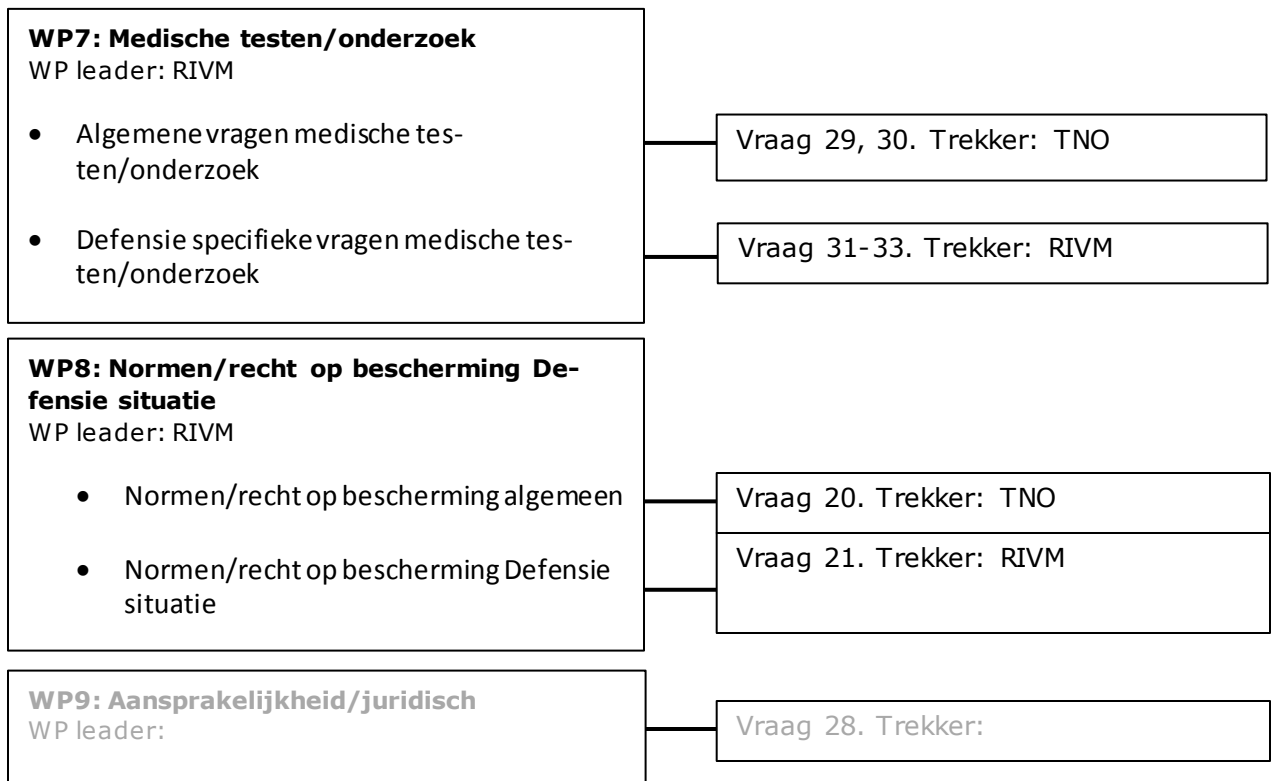 WP7: Medische testen/onderzoek
WP leader: RIVM
• Algemene vragen medische tes-
ten/onderzoek
Vraag 29, 30. Trekker: TNO
• Defensie specifieke vragen medische tes-
ten/onderzoek
Vraag 31-33. Trekker: RIVM
WP8: Normen/recht op bescherming De-
fensie situatie
WP leader: RIVM
• Normen/recht op bescherming algemeen
Vraag 20. Trekker: TNO
• Normen/recht op bescherming Defensie
situatie
Vraag 21. Trekker: RIVM
WP9: Aansprakelijkheid/juridisch
WP leader:
Vraag 28. Trekker: